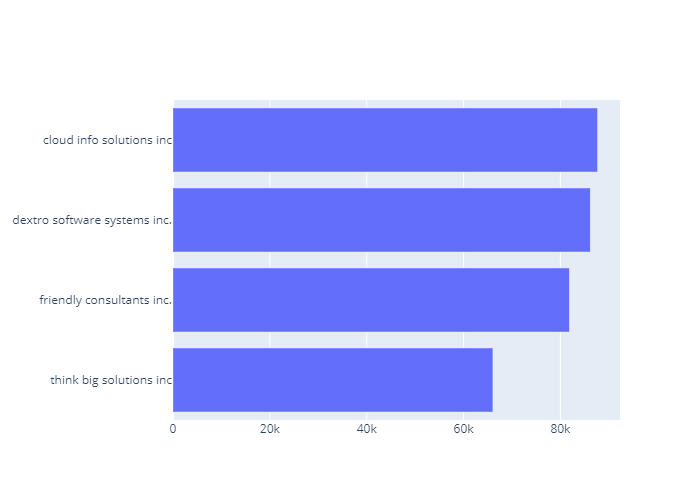 cloud info solutions inc
dextro software systems inc.
friendly consultants inc.
think big solutions inc
0 20k 40k 60k 80k